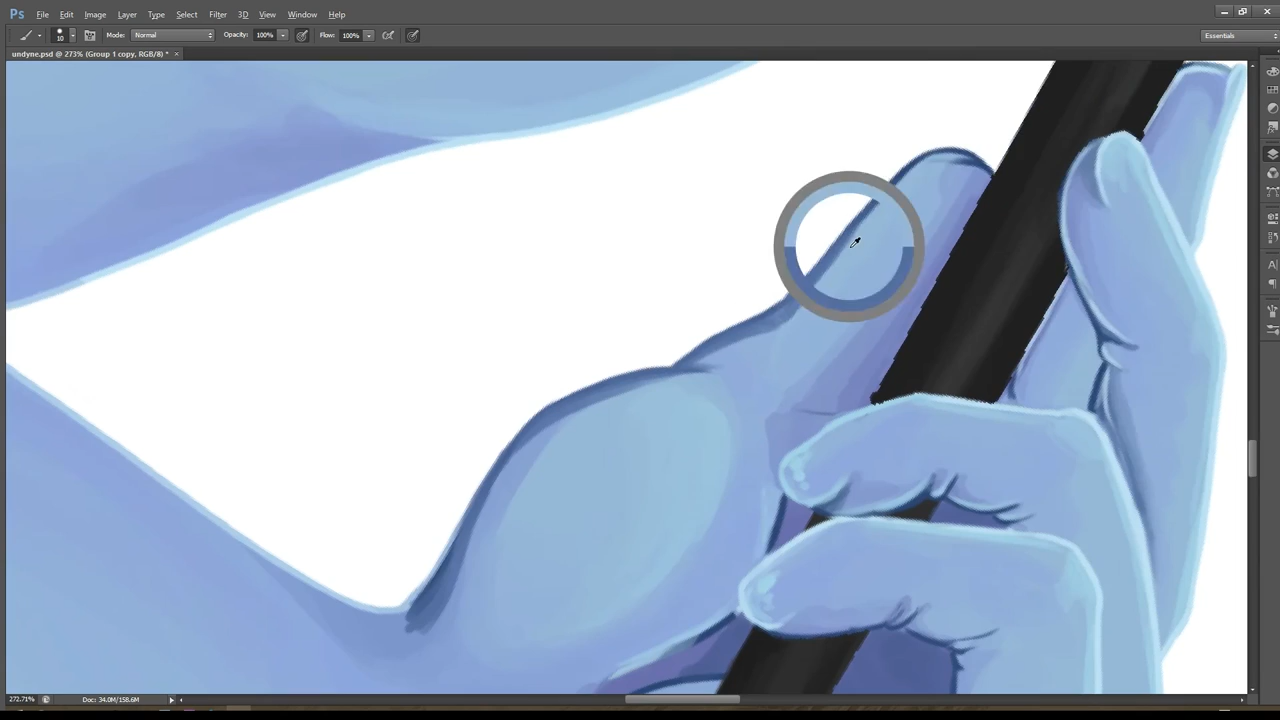 Ps File Edit Image Layer Type Select Filter 3D View Window Help
10 Mode: Normal Opacity: 100% Flow: 100% Essentials
undyne.psd @ 273% (Group 1 copy, RGB/8) * ×
272.71% Doc: 34.0M/158.6M